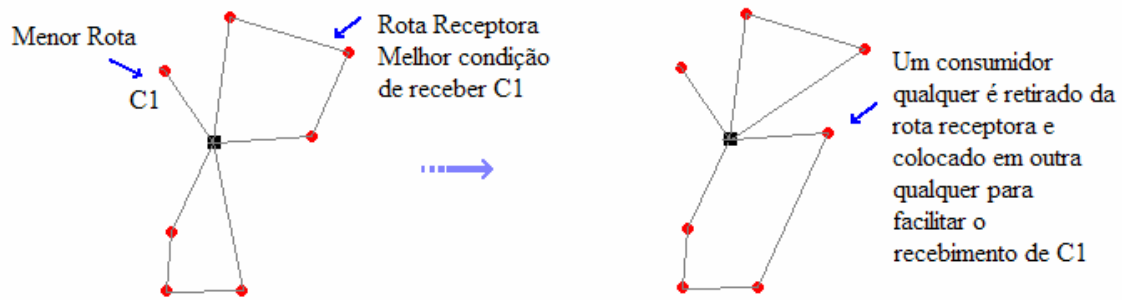 Menor Rota
C1
Rota Receptora
Melhor condição
de receber C1
Um consumidor
qualquer é retirado da
rota receptora e
colocado em outra
qualquer para
facilitar o
recebimento de C1